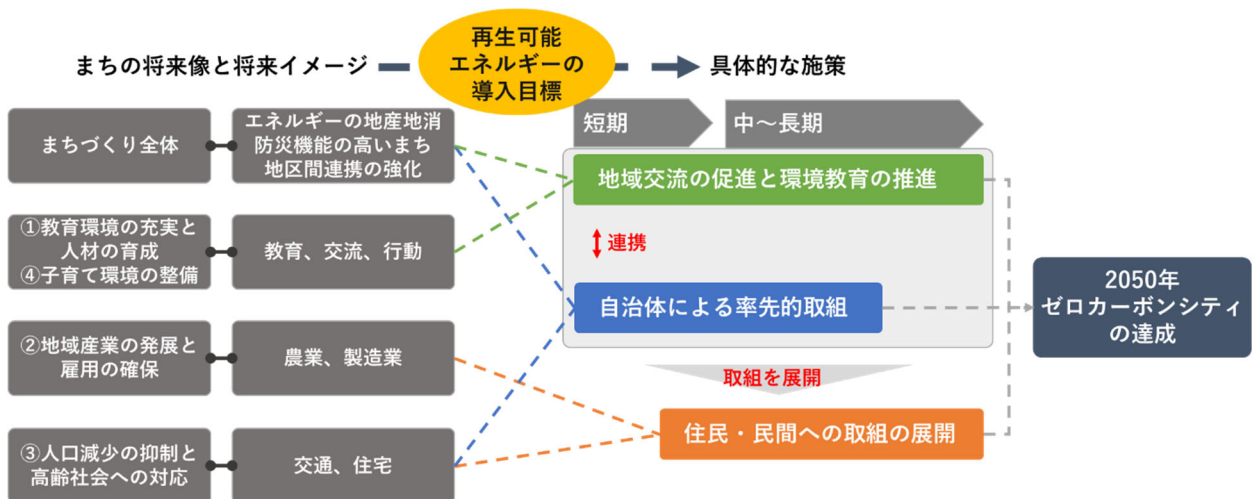 まちの将来像と将来イメージ
再生可能
エネルギーの
導入目標
具体的な施策
短期
中～長期
まちづくり全体
エネルギーの地産地消
防災機能の高いまち
地区間連携の強化
①教育環境の充実と
人材の育成
④子育て環境の整備
教育、交流、行動
②地域産業の発展と
雇用の確保
農業、製造業
③人口減少の抑制と
高齢社会への対応
交通、住宅
地域交流の促進と環境教育の推進
連携
自治体による率先的取組
取組を展開
住民・民間への取組の展開
2050年
ゼロカーボンシティ
の達成